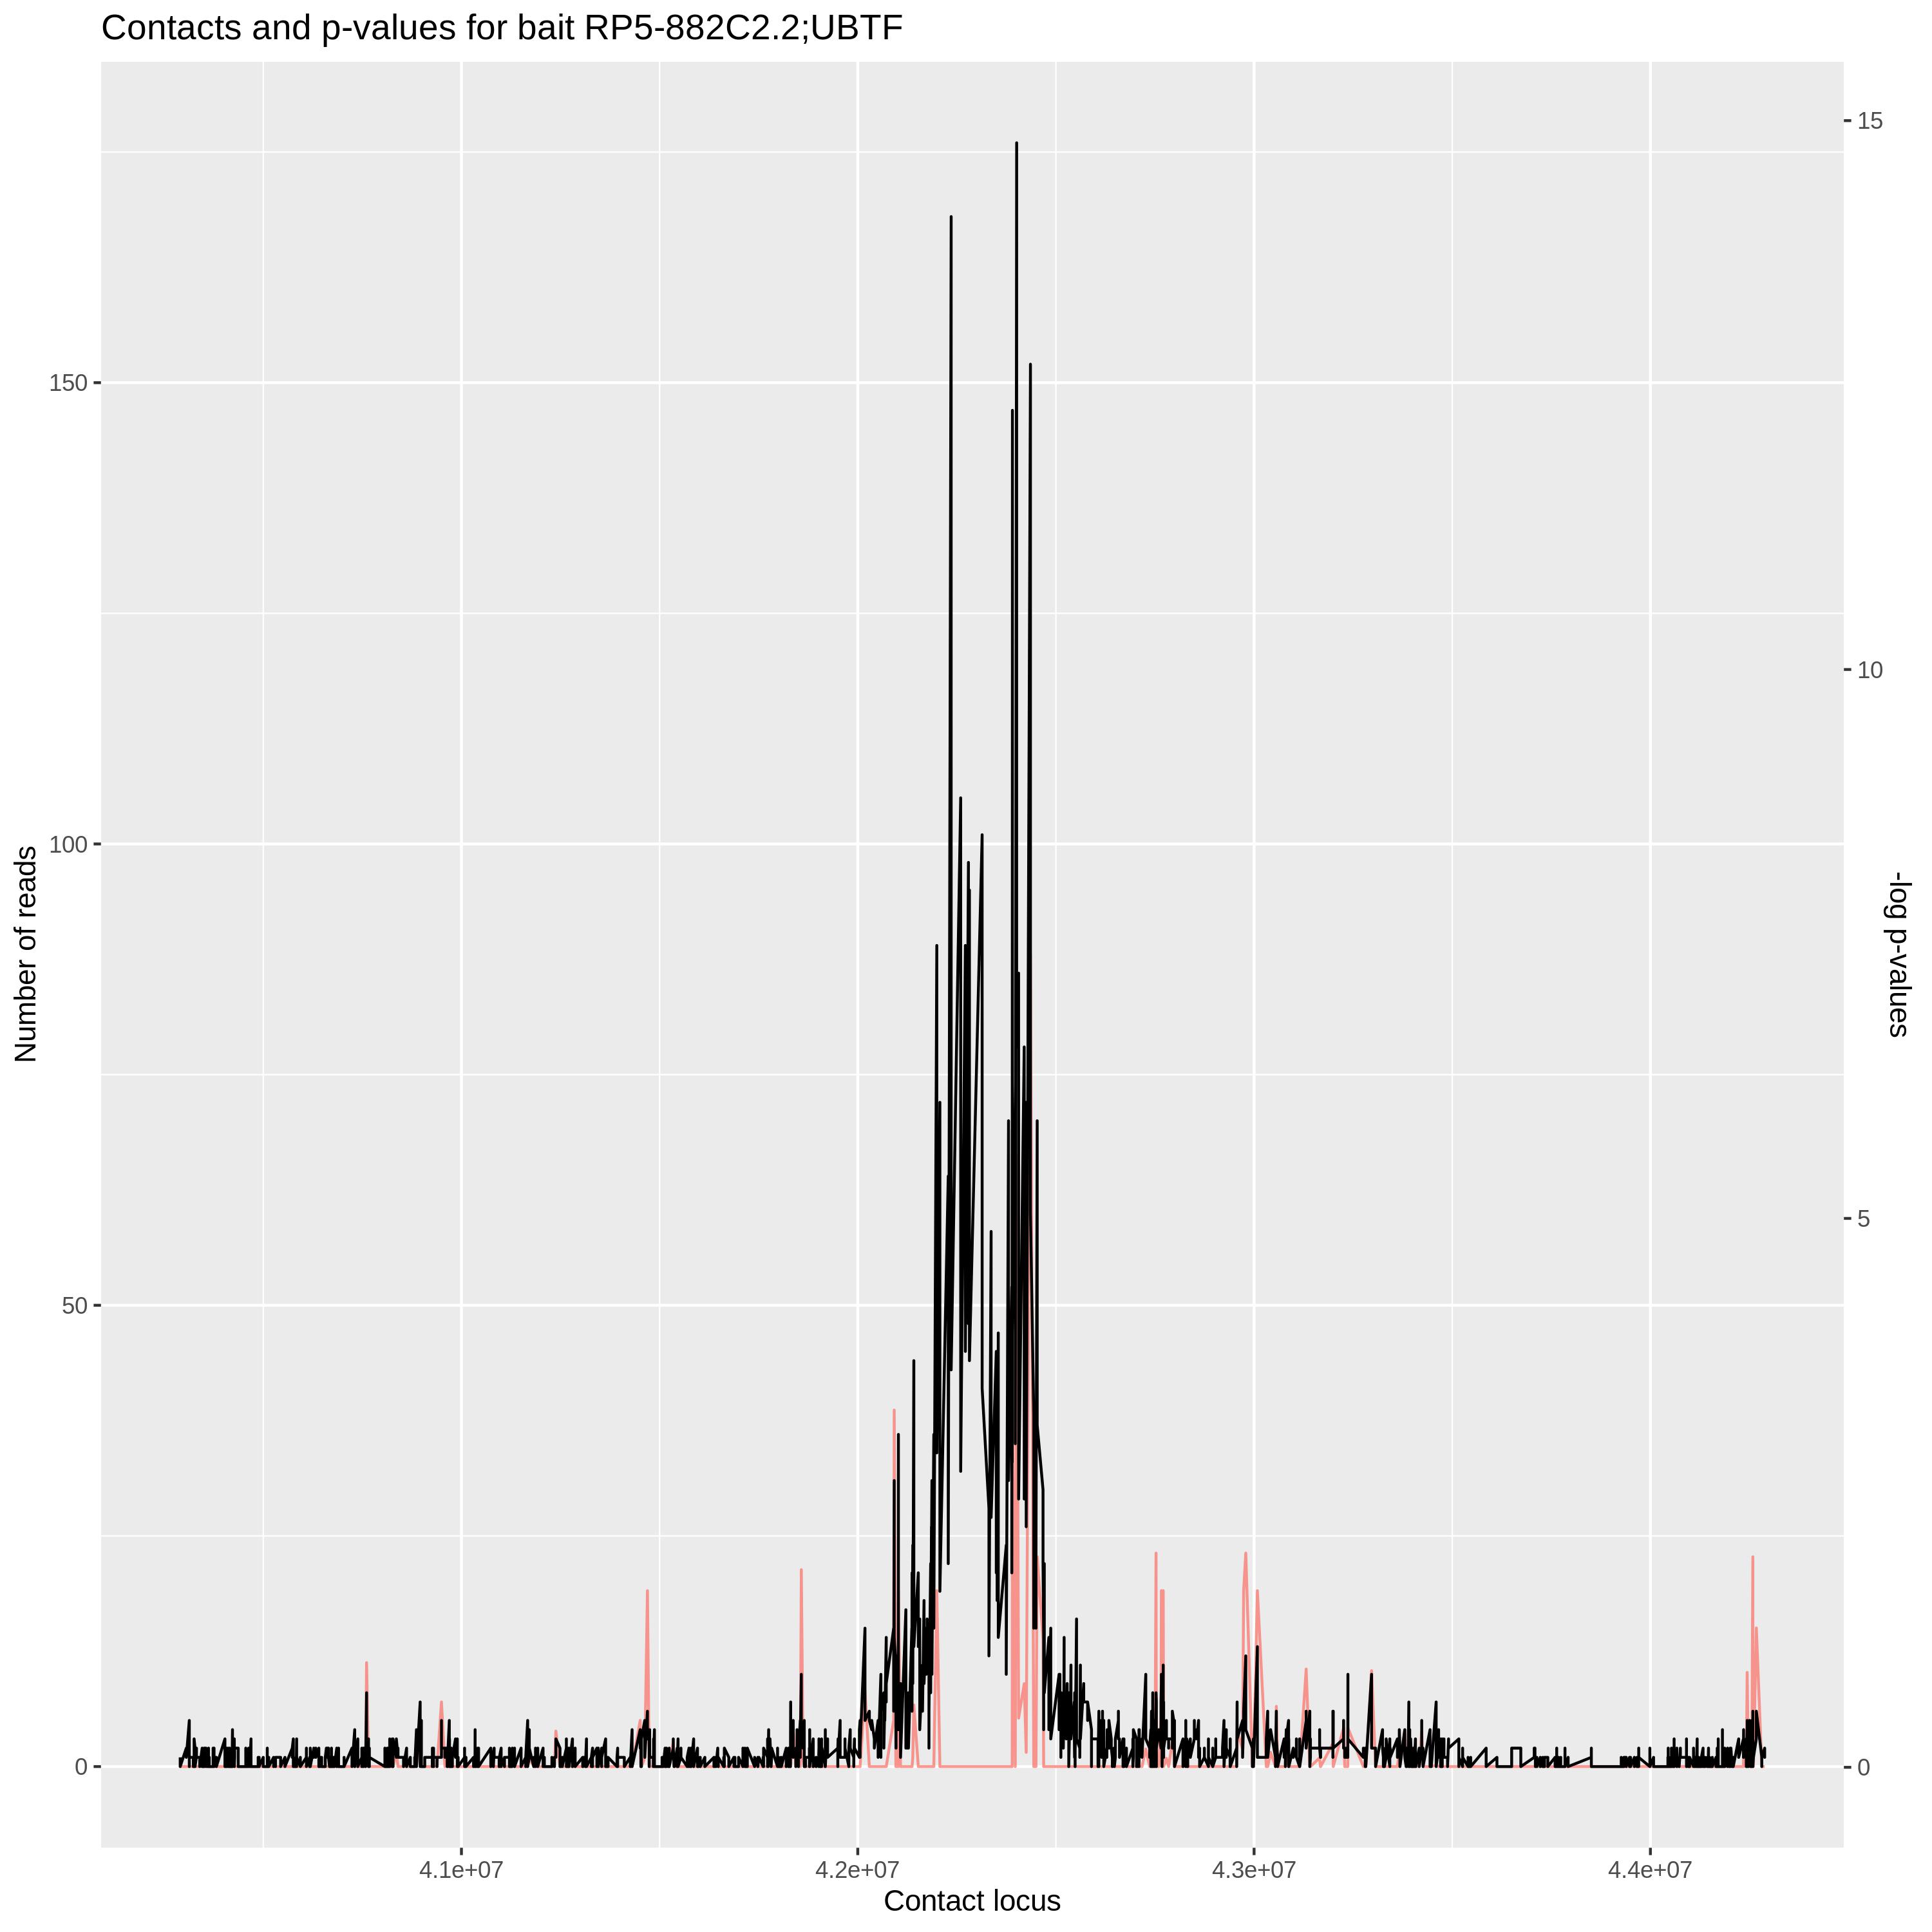 Contacts and p-values for bait RP5-882C2.2;UBTF
15
150
10
100
Number of reads
-log p-values
5
50
0
0
4.1e+07
4.2e+07
4.3e+07
4.4e+07
Contact locus